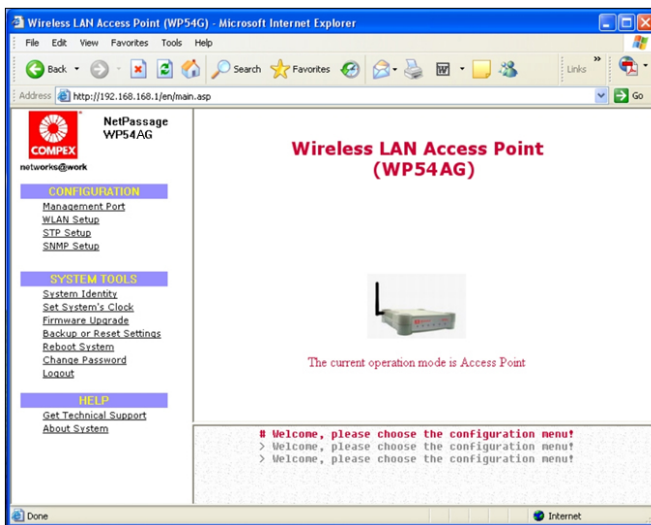 Wireless LAN Access Point (WP54G) - Microsoft Internet Explorer
File Edit View Favorites Tools Help
Back Search Favorites Links
Address http://192.168.168.1/en/main.asp Go
COMPEX
networks@work
NetPassage
WP54AG
CONFIGURATION
Management Port
WLAN Setup
STP Setup
SNMP Setup
SYSTEM TOOLS
System Identity
Set System's Clock
Firmware Upgrade
Backup or Reset Settings
Reboot System
Change Password
Logout
HELP
Get Technical Support
About System
Wireless LAN Access Point
(WP54AG)
The current operation mode is Access Point
# Welcome, please choose the configuration menu!
> Welcome, please choose the configuration menu!
> Welcome, please choose the configuration menu!
Done Internet